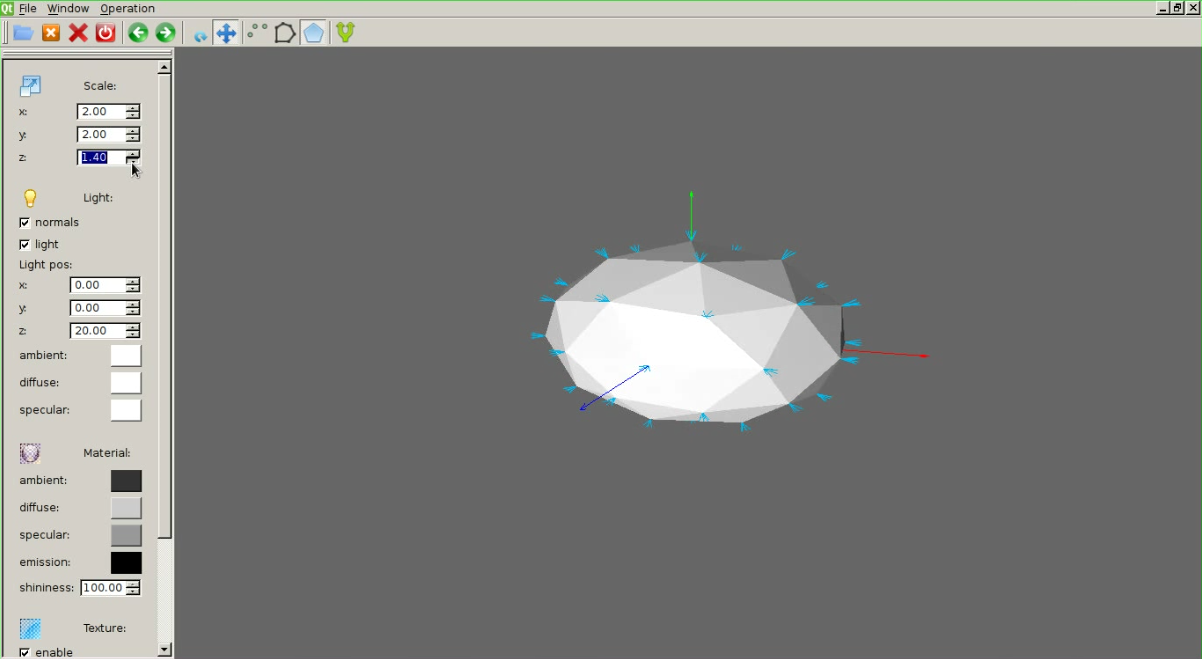 Qt File Window Operation
Scale:
x: 2.00
y: 2.00
z: 1.40
Light:
normals
light
Light pos:
x: 0.00
y: 0.00
z: 20.00
ambient:
diffuse:
specular:
Material:
ambient:
diffuse:
specular:
emission:
shininess: 100.00
Texture:
enable